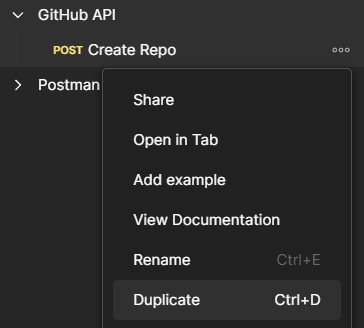 GitHub API
POST Create Repo
Postman
Share
Open in Tab
Add example
View Documentation
Rename Ctrl+E
Duplicate Ctrl+D